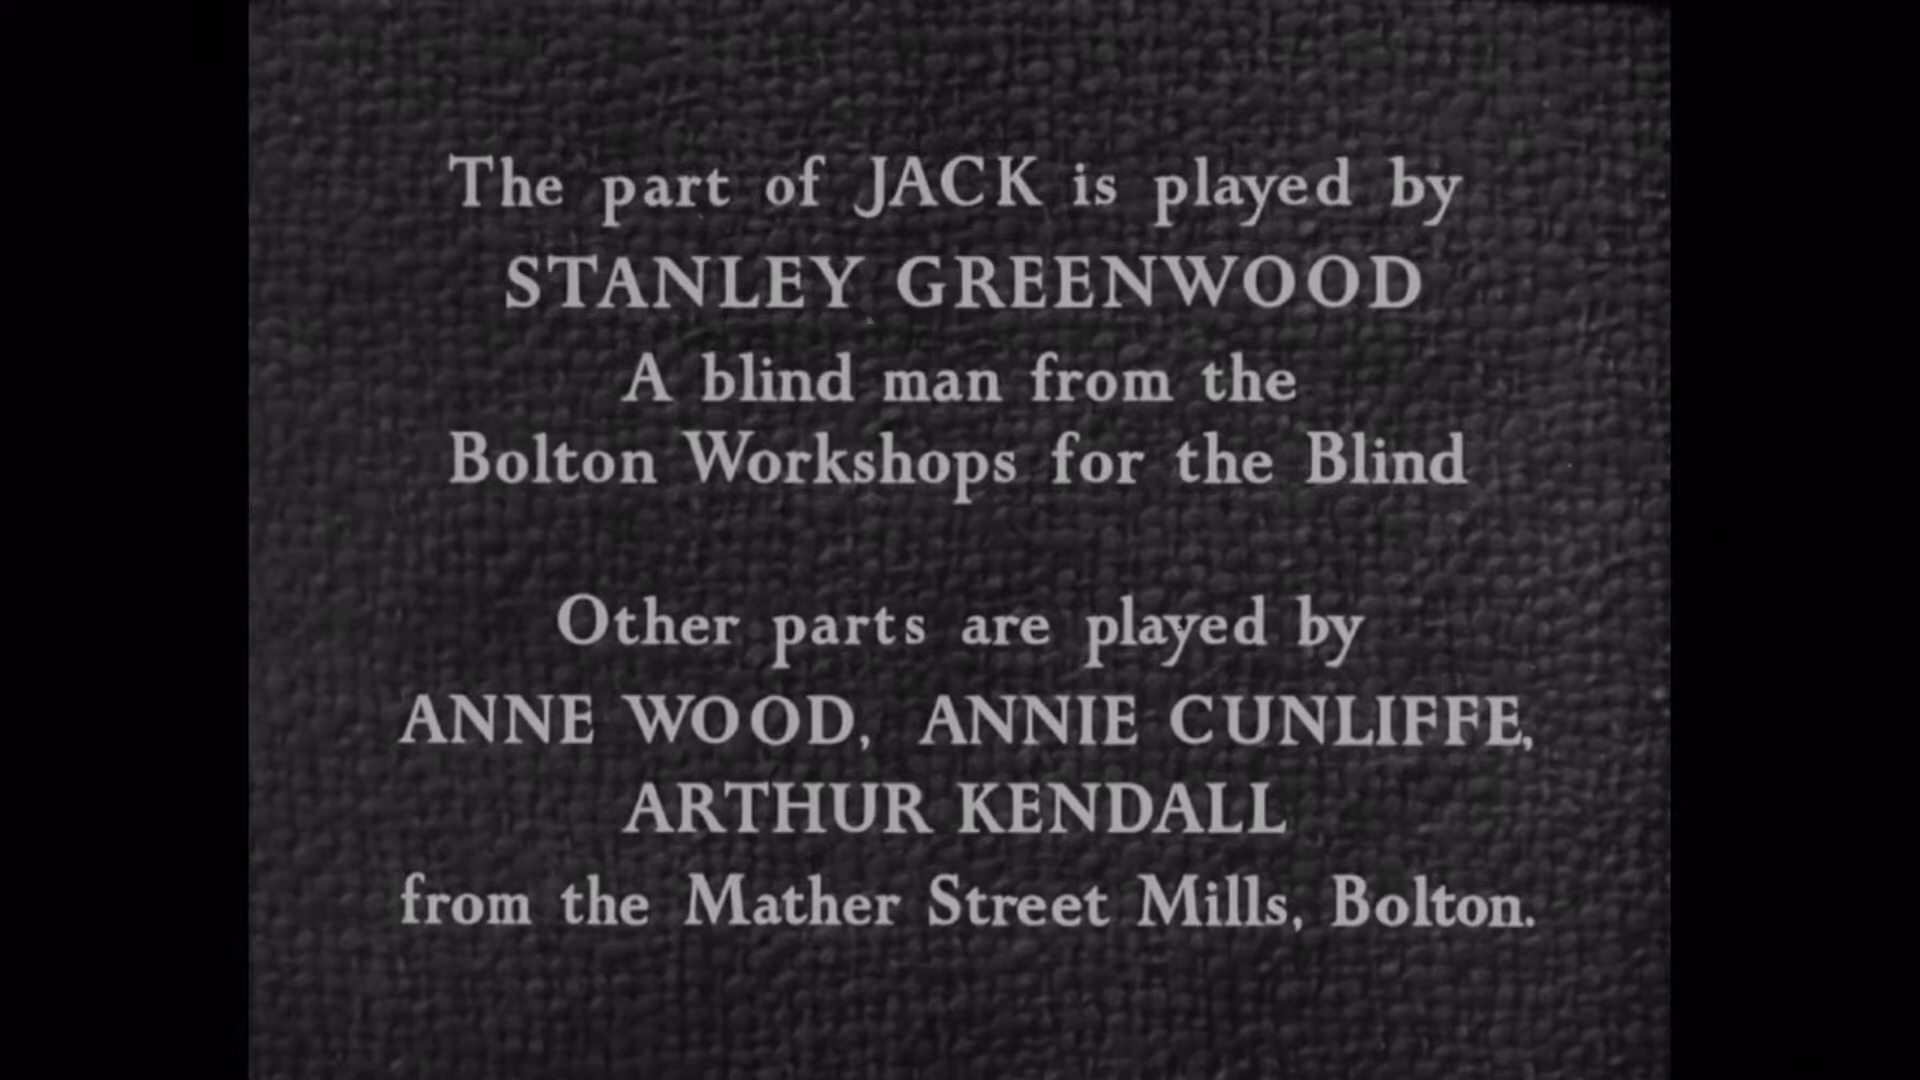 The part of JACK is played by
STANLEY GREENWOOD
A blind man from the
Bolton Workshops for the Blind
Other parts are played by
ANNE WOOD, ANNIE CUNLIFFE,
ARTHUR KENDALL
from the Mather Street Mills, Bolton.